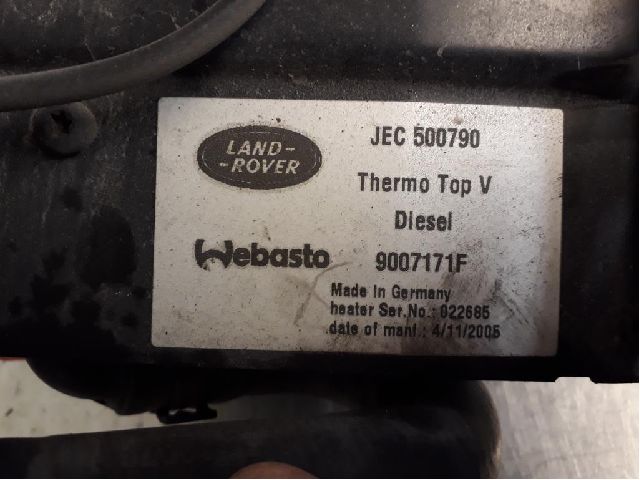 LAND-
-ROVER
JEC 500790
Thermo Top V
Diesel
Webasto
9007171F
Made In Germany
heater Ser.No.: 022685
date of manf.: 4/11/2005